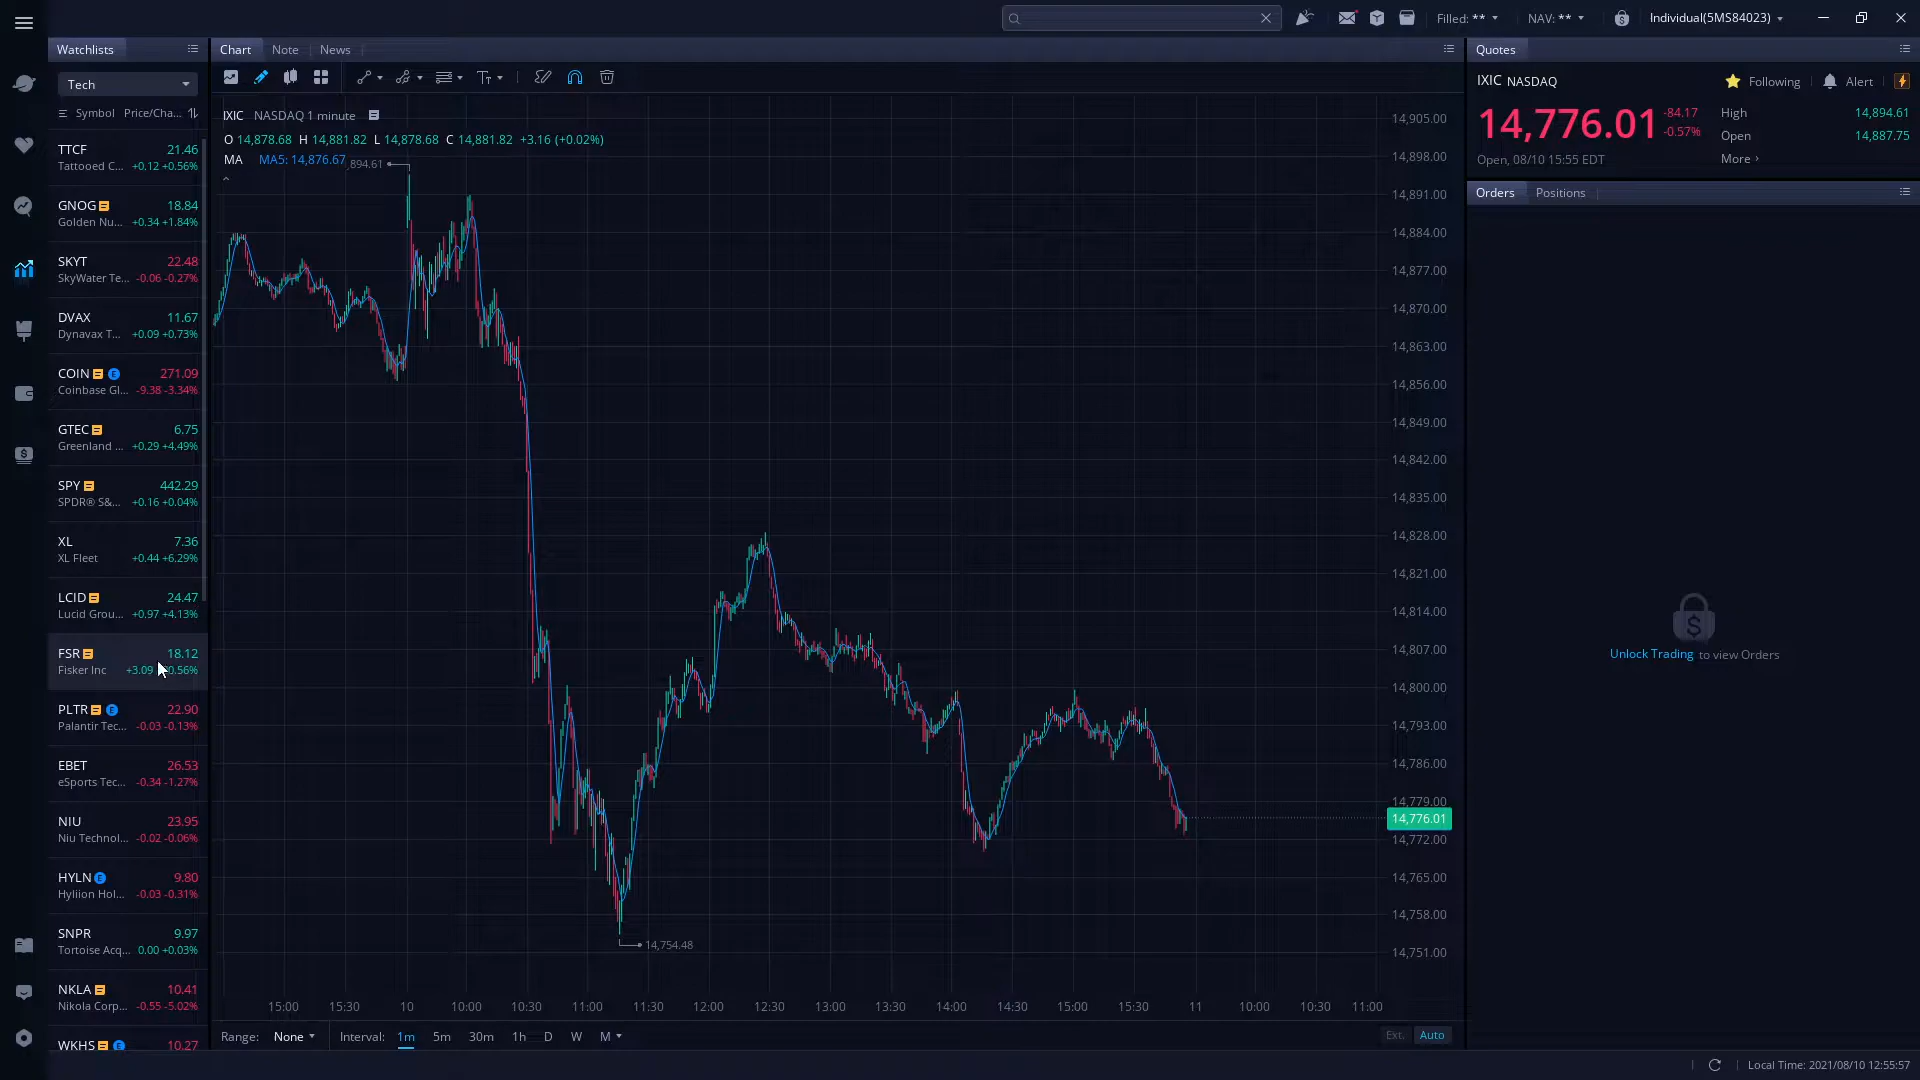 Filled: **
NAV: **
Individual(5MS84023)
Watchlists
Tech
Symbol Price/Cha...
TTCF 21.46
Tattooed C... +0.12 +0.56%
GNOG 18.84
Golden Nu... +0.34 +1.84%
SKYT 22.48
SkyWater Te... -0.06 -0.27%
DVAX 11.67
Dynavax T... +0.09 +0.73%
COIN E 271.09
Coinbase Gl... -9.38 -3.34%
GTEC 6.75
Greenland ... +0.29 +4.49%
SPY 442.29
SPDR® S&... +0.16 +0.04%
XL 7.36
XL Fleet +0.44 +6.29%
LCID 24.47
Lucid Grou... +0.97 +4.13%
FSR 18.12
Fisker Inc +3.09 0.56%
PLTR E 22.90
Palantir Tec... -0.03 -0.13%
EBET 26.53
eSports Tec... -0.34 -1.27%
NIU 23.95
Niu Technol... -0.02 -0.06%
HYLN E 9.80
Hyliion Hol... -0.03 -0.31%
SNPR 9.97
Tortoise Acq... 0.00 +0.03%
NKLA 10.41
Nikola Corp... -0.55 -5.02%
WKHS E 10.27
Chart Note News
Tт
IXIC NASDAQ 1 minute
O 14,878.68 H 14,881.82 L 14,878.68 C 14,881.82 +3.16 (+0.02%)
MA MA5: 14,876.67
894.61
14,754.48
14,905.00
14,898.00
14,891.00
14,884.00
14,877.00
14,870.00
14,863.00
14,856.00
14,849.00
14,842.00
14,835.00
14,828.00
14,821.00
14,814.00
14,807.00
14,800.00
14,793.00
14,786.00
14,779.00
14,776.01
14,772.00
14,765.00
14,758.00
14,751.00
15:00 15:30 10 10:00 10:30 11:00 11:30 12:00 12:30 13:00 13:30 14:00 14:30 15:00 15:30 11 10:00 10:30 11:00
Range: None Interval: 1m 5m 30m 1h D W M Ext. Auto
Quotes
IXIC NASDAQ Following Alert
14,776.01 -84.17 -0.57%
High 14,894.61
Open 14,887.75
Open, 08/10 15:55 EDT More
Orders Positions
Unlock Trading to view Orders
Local Time: 2021/08/10 12:55:57